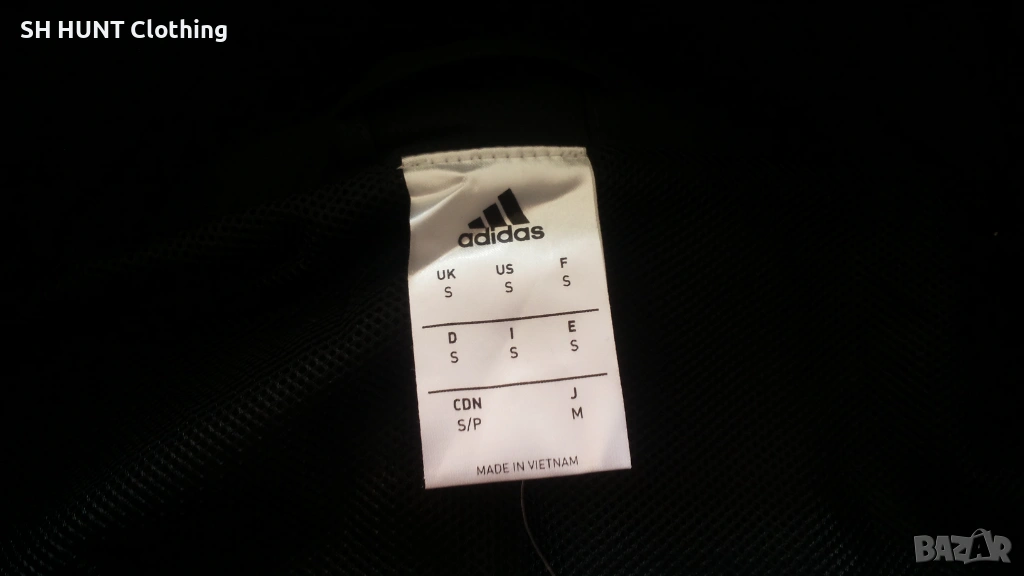 SH HUNT Clothing
adidas
UK US F
S S S
D I E
S S S
CDN J
S/P M
MADE IN VIETNAM
BAZAR